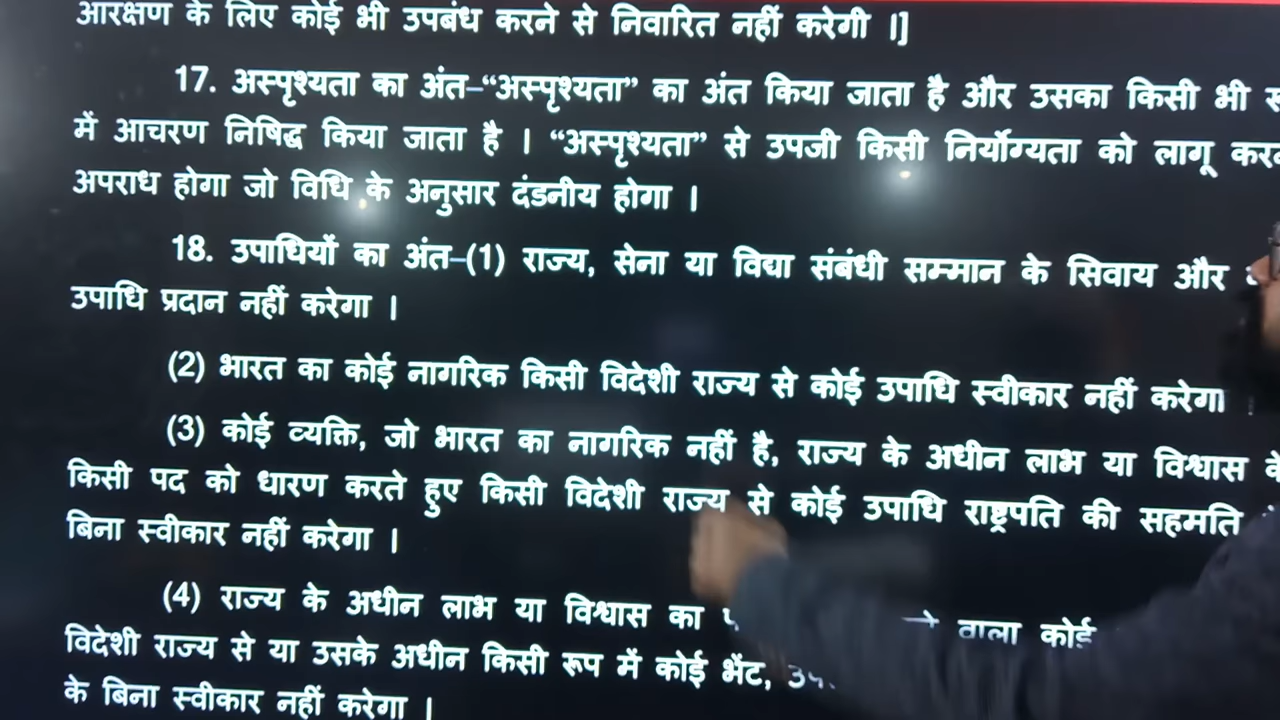 आरक्षण के लिए कोई भी उपबंध करने से निवारित नहीं करेगी ।]
17. अस्पृश्यता का अंत–“अस्पृश्यता” का अंत किया जाता है और उसका किसी भी
में आचरण निषिद्ध किया जाता है । “अस्पृश्यता” से उपजी किसी निर्योग्यता को लागू
अपराध होगा जो विधि के अनुसार दंडनीय होगा ।
18. उपाधियों का अंत–(1) राज्य, सेना या विद्या संबंधी सम्मान के सिवाय और
उपाधि प्रदान नहीं करेगा ।
(2) भारत का कोई नागरिक किसी विदेशी राज्य से कोई उपाधि स्वीकार नहीं करेगा ।
(3) कोई व्यक्ति, जो भारत का नागरिक नहीं है, राज्य के अधीन लाभ या विश्वास के
किसी पद को धारण करते हुए किसी विदेशी राज्य से कोई उपाधि राष्ट्रपति की सहमति
बिना स्वीकार नहीं करेगा ।
(4) राज्य के अधीन लाभ या विश्वास का वाला कोई
विदेशी राज्य से या उसके अधीन किसी रूप में कोई भेंट,
के बिना स्वीकार नहीं करेगा ।